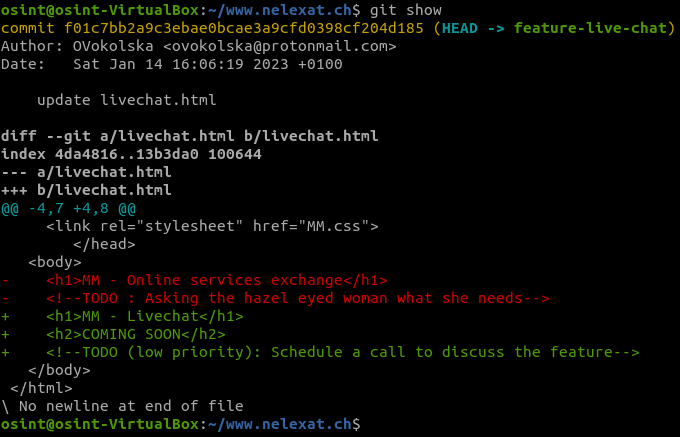 osint@osint-VirtualBox:~/www.nelexat.ch$ git show
commit f01c7bb2a9c3ebae0bcae3a9cfd0398cf204d185 (HEAD -> feature-live-chat)
Author: OVokolska <ovokolska@protonmail.com>
Date:   Sat Jan 14 16:06:19 2023 +0100

    update livechat.html

diff --git a/livechat.html b/livechat.html
index 4da4816..13b3da0 100644
--- a/livechat.html
+++ b/livechat.html
@@ -4,7 +4,8 @@
     <link rel="stylesheet" href="MM.css">
        </head>
   <body>
-    <h1>MM - Online services exchange</h1>
-    <!--TODO : Asking the hazel eyed woman what she needs-->
+    <h1>MM - Livechat</h1>
+    <h2>COMING SOON</h2>
+    <!--TODO (low priority): Schedule a call to discuss the feature-->
   </body>
 </html>
\ No newline at end of file
osint@osint-VirtualBox:~/www.nelexat.ch$